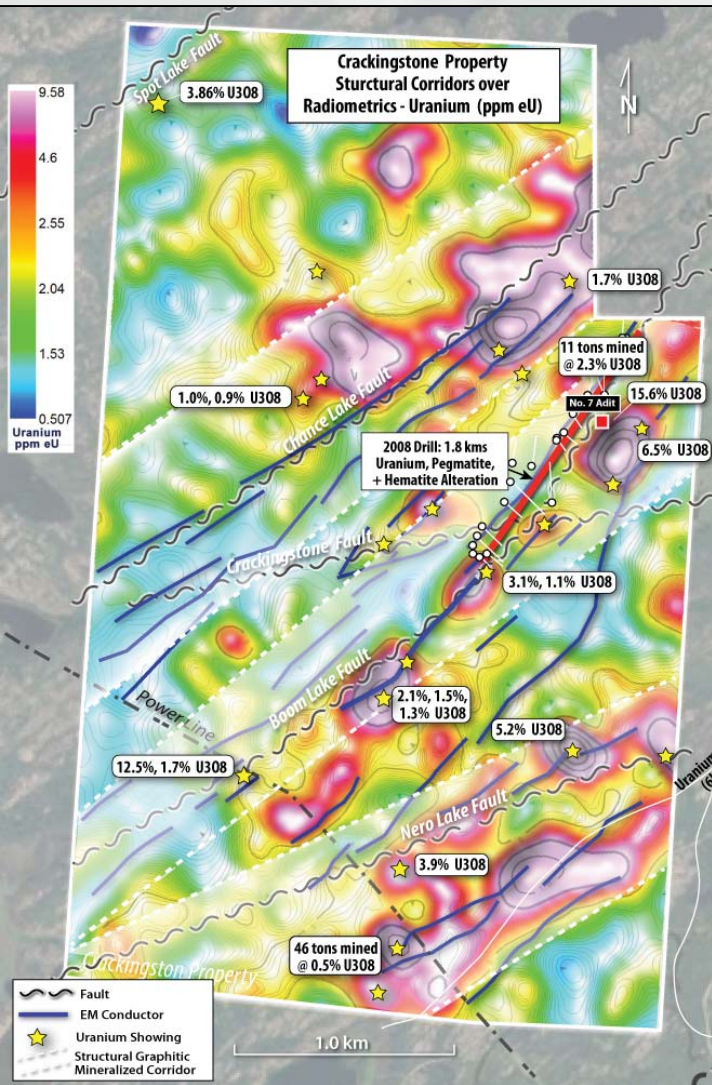 Crackingstone Property
Sturctural Corridors over
Radiometrics - Uranium (ppm eU)
N
Spot Lake Fault
3.86% U308
9.58
4.6
2.55
2.04
1.53
0.507
Uranium
ppm eU
1.7% U308
11 tons mined
@ 2.3% U308
15.6% U308
No. 7 Adit
1.0%, 0.9% U308
Chance Lake Fault
6.5% U308
2008 Drill: 1.8 kms
Uranium, Pegmatite,
+ Hematite Alteration
Crackingstone Fault
3.1%, 1.1% U308
Boom Lake Fault
2.1%, 1.5%,
1.3% U308
Power Line
5.2% U308
12.5%, 1.7% U308
Uranium
(6
Nero Lake Fault
3.9% U308
46 tons mined
@ 0.5% U308
Crackingston Property
Fault
EM Conductor
Uranium Showing
Structural Graphitic
Mineralized Corridor
1.0 km